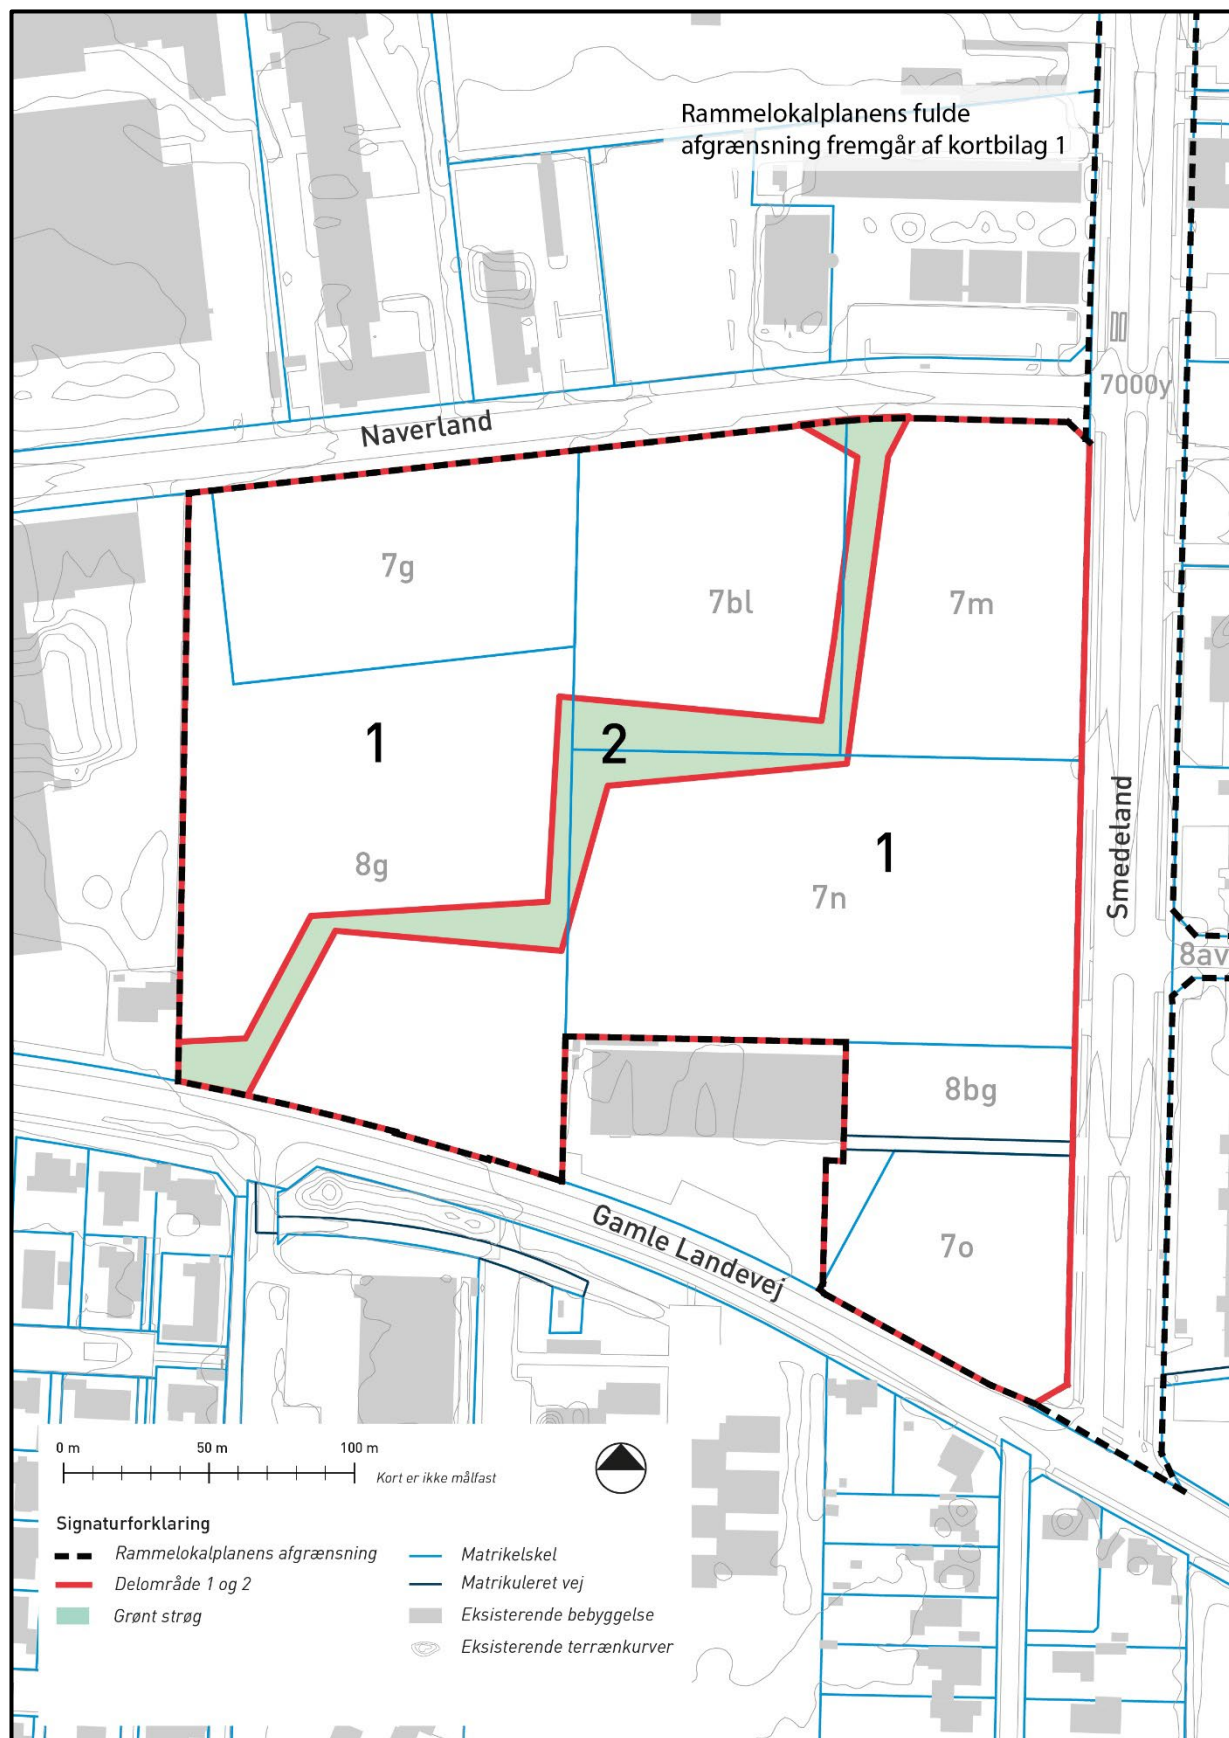 Rammelokalplanens fulde
afgrænsning fremgår af kortbilag 1
7000y
Naverland
7g
7bl
7m
1
2
Smedeland
8g
1
7n
8av
8bg
Gamle Landevej
7o
0 m 50 m 100 m
Kort er ikke målfast
Signaturforklaring
Rammelokalplanens afgrænsning
Delområde 1 og 2
Grønt strøg
Matrikelskel
Matrikuleret vej
Eksisterende bebyggelse
Eksisterende terrænkurver